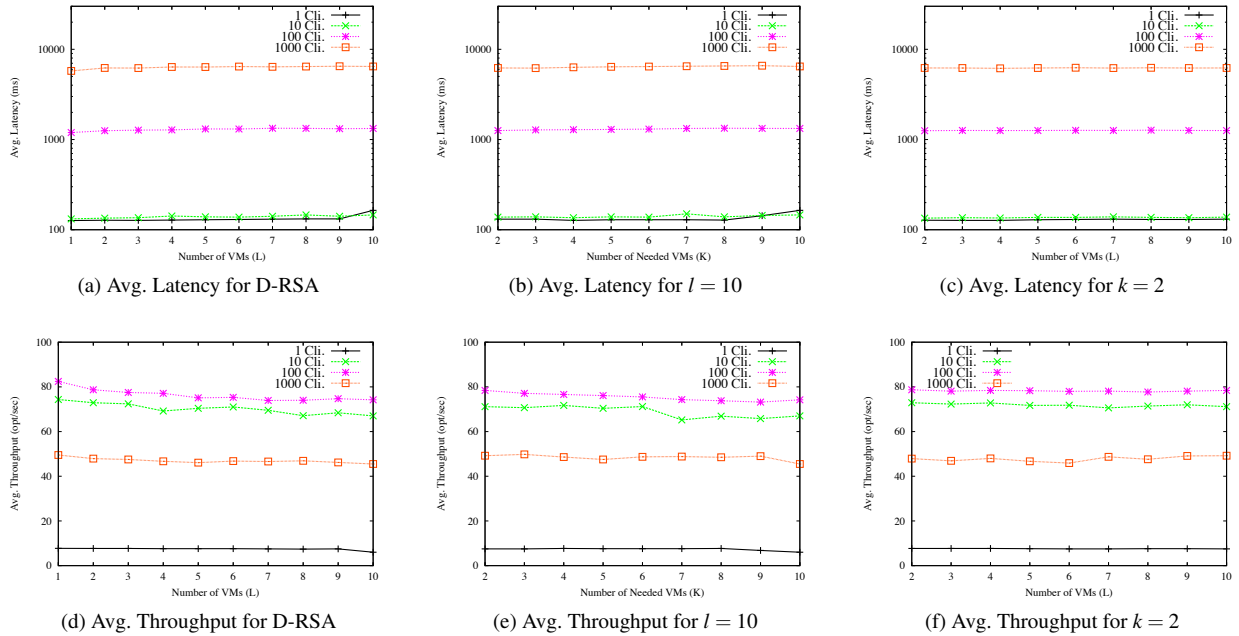 1 Cli.
10 Cli.
100 Cli.
1000 Cli.
10000
1000
100
Avg. Latency (ms)
1 2 3 4 5 6 7 8 9 10
Number of VMs (L)
(a) Avg. Latency for D-RSA
1 Cli.
10 Cli.
100 Cli.
1000 Cli.
10000
1000
100
Avg. Latency (ms)
2 3 4 5 6 7 8 9 10
Number of Needed VMs (K)
(b) Avg. Latency for l = 10
1 Cli.
10 Cli.
100 Cli.
1000 Cli.
10000
1000
100
Avg. Latency (ms)
2 3 4 5 6 7 8 9 10
Number of VMs (L)
(c) Avg. Latency for k = 2
1 Cli.
10 Cli.
100 Cli.
1000 Cli.
100
80
60
40
20
0
Avg. Throughput (opt/sec)
1 2 3 4 5 6 7 8 9 10
Number of VMs (L)
(d) Avg. Throughput for D-RSA
1 Cli.
10 Cli.
100 Cli.
1000 Cli.
100
80
60
40
20
0
Avg. Throughput (opt/sec)
2 3 4 5 6 7 8 9 10
Number of Needed VMs (K)
(e) Avg. Throughput for l = 10
1 Cli.
10 Cli.
100 Cli.
1000 Cli.
100
80
60
40
20
0
Avg. Throughput (opt/sec)
2 3 4 5 6 7 8 9 10
Number of VMs (L)
(f) Avg. Throughput for k = 2